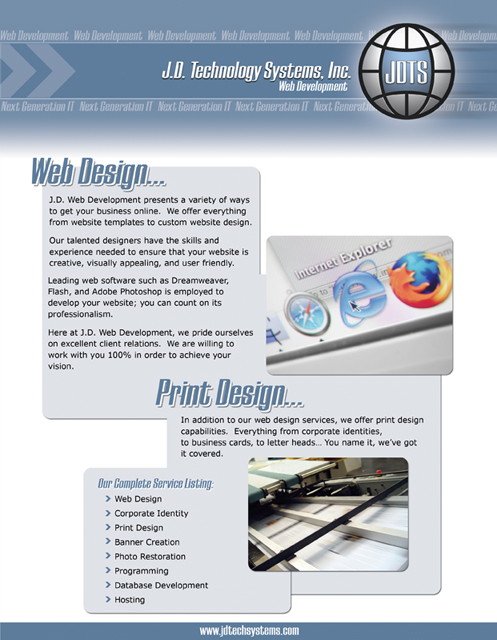 Web Development Web Development Web Development Web Development Web Development Web
J.D. Technology Systems, Inc.
Web Development
JDTS
Next Generation IT Next Generation IT Next Generation IT Next Generation IT Next
Web Design...
J.D. Web Development presents a variety of ways
to get your business online. We offer everything
from website templates to custom website design.
Our talented designers have the skills and
experience needed to ensure that your website is
creative, visually appealing, and user friendly.
Leading web software such as Dreamweaver,
Flash, and Adobe Photoshop is employed to
develop your website; you can count on its
professionalism.
Here at J.D. Web Development, we pride ourselves
on excellent client relations. We are willing to
work with you 100% in order to achieve your
vision.
Internet Explorer
Print Design...
In addition to our web design services, we offer print design
capabilities. Everything from corporate identities,
to business cards, to letter heads... You name it, we've got
it covered.
Our Complete Service Listing:
Web Design
Corporate Identity
Print Design
Banner Creation
Photo Restoration
Programming
Database Development
Hosting
www.jdtechsystems.com